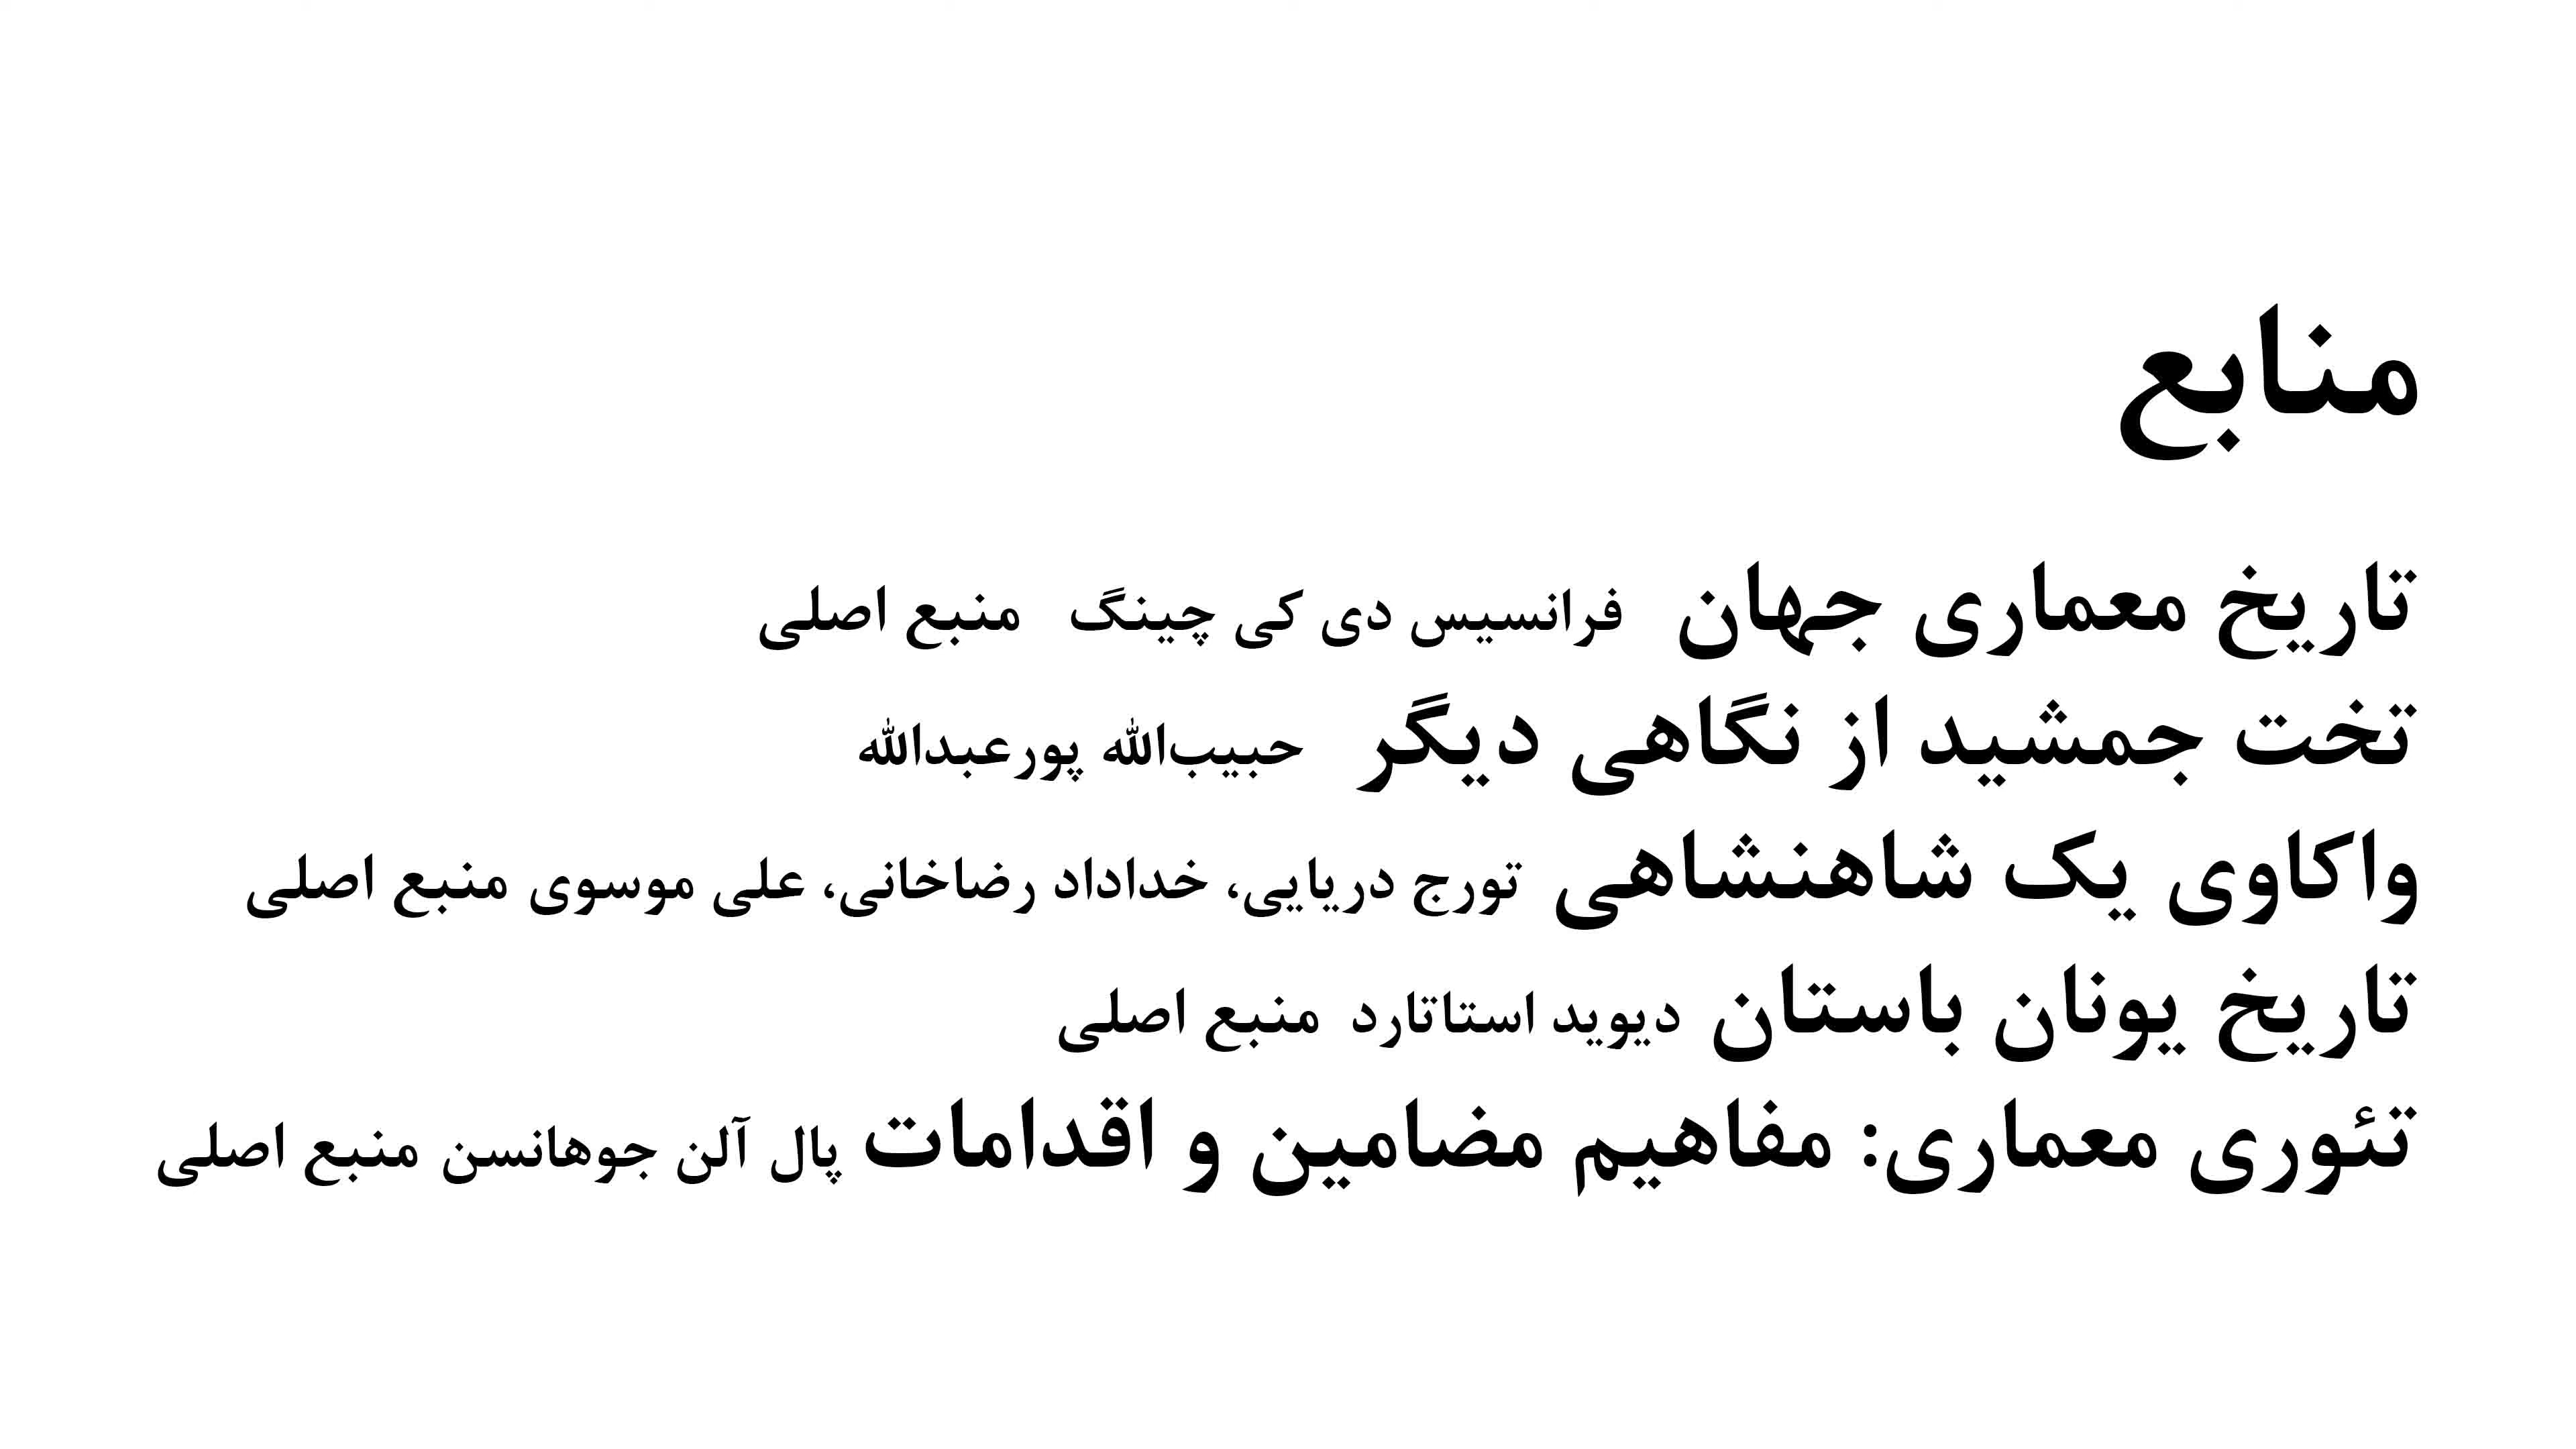 منابع
تاریخ معماری جهان فرانسیس دی کی چینگ منبع اصلی
تخت جمشید از نگاهی دیگر حبیب‌الله پورعبدالله
واکاوی یک شاهنشاهی تورج دریایی، خداداد رضاخانی، علی موسوی منبع اصلی
تاریخ یونان باستان دیوید استاتارد منبع اصلی
تئوری معماری: مفاهیم مضامین و اقدامات پال آلن جوهانسن منبع اصلی